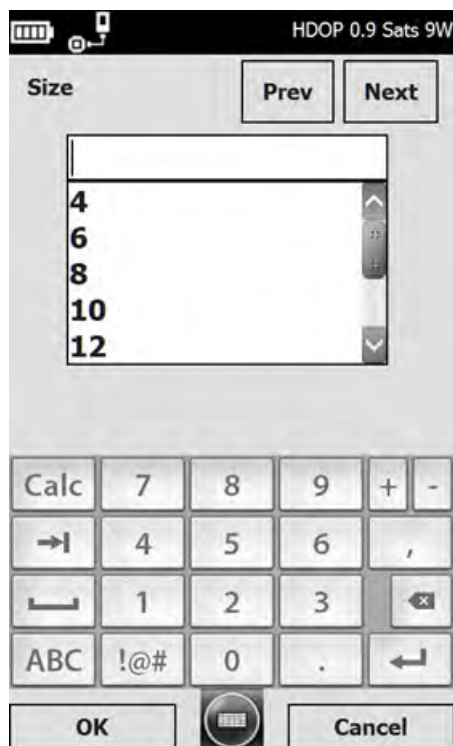 HDOP 0.9 Sats 9W
Size Prev Next
4
6
8
10
12
Calc 7 8 9 + -
4 5 6 ,
1 2 3
ABC !@# 0 .
OK Cancel